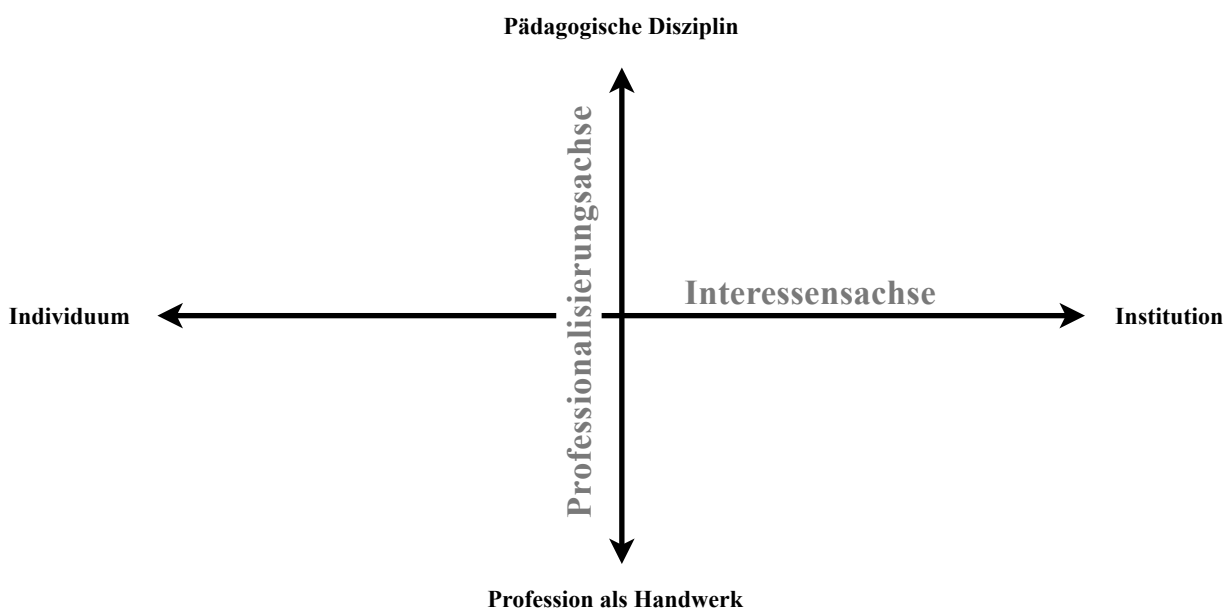 Pädagogische Disziplin
Professionalisierungsachse
Interessensachse
Individuum
Institution
Profession als Handwerk